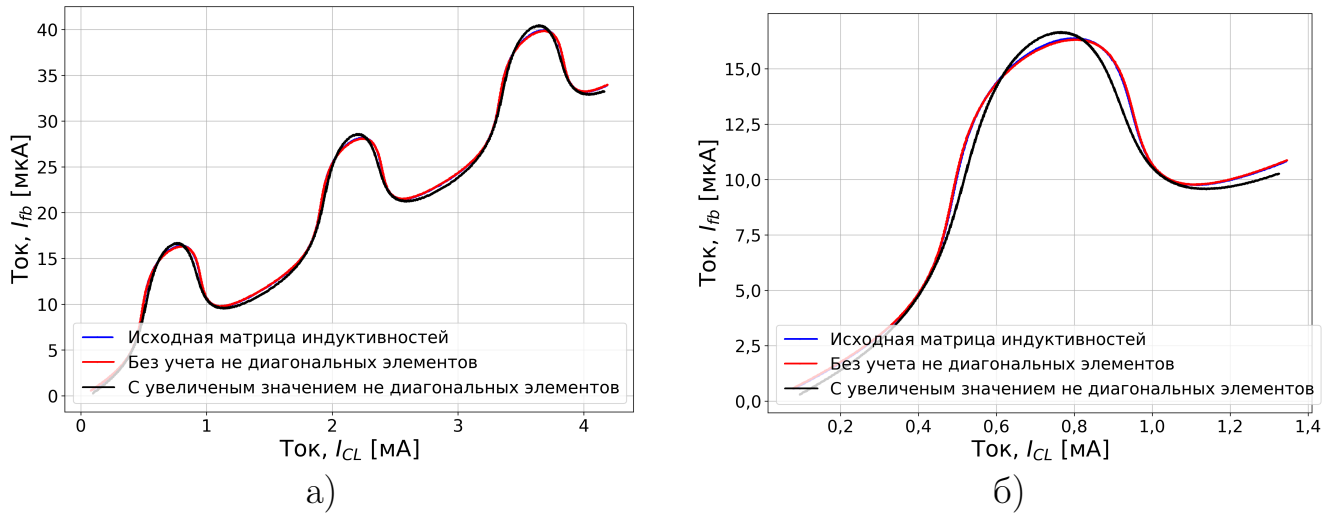 40
35
30
25
20
15
10
5
0
Ток, I_fb [мкА]
Исходная матрица индуктивностей
Без учета не диагональных элементов
С увеличеным значением не диагональных элементов
0 1 2 3 4
Ток, I_CL [мА]
а)
15,0
12,5
10,0
7,5
5,0
2,5
0,0
Ток, I_fb [мкА]
Исходная матрица индуктивностей
Без учета не диагональных элементов
С увеличеным значением не диагональных элементов
0,2 0,4 0,6 0,8 1,0 1,2 1,4
Ток, I_CL [мА]
б)